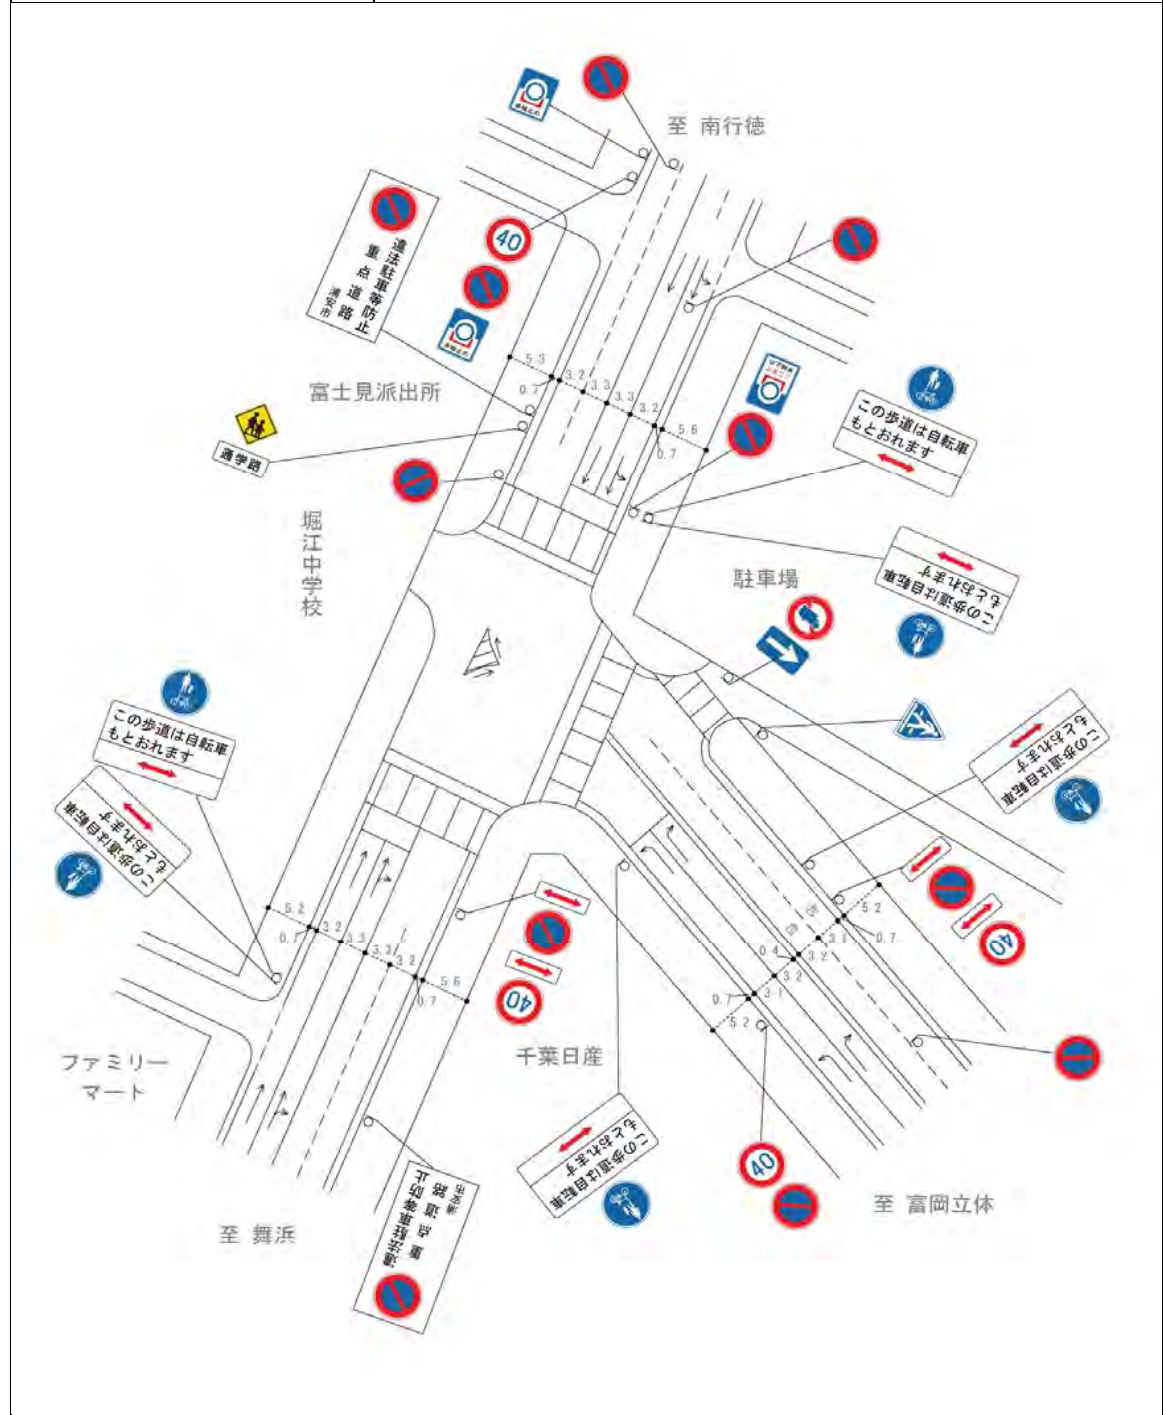 至 南行徳
40
違法駐車等防止
重点道路
浦安市
富士見派出所
通学路
堀江中学校
5.3
3.2
0.7
3.3
3.3
3.2
5.6
0.7
この歩道は自転車
もとおれます
この歩道は自転車
もとおれます
駐車場
この歩道は自転車
もとおれます
この歩道は自転車
もとおれます
この歩道は自転車
もとおれます
5.2
0.7
3.2
3.3
3.3
3.2
0.7
5.6
40
5.2
0.7
3.1
3.2
0.4
3.2
3.1
0.7
5.2
40
ファミリー
マート
千葉日産
この歩道は自転車
もとおれます
40
至 富岡立体
至 舞浜
違法駐車等防止
重点道路
浦安市